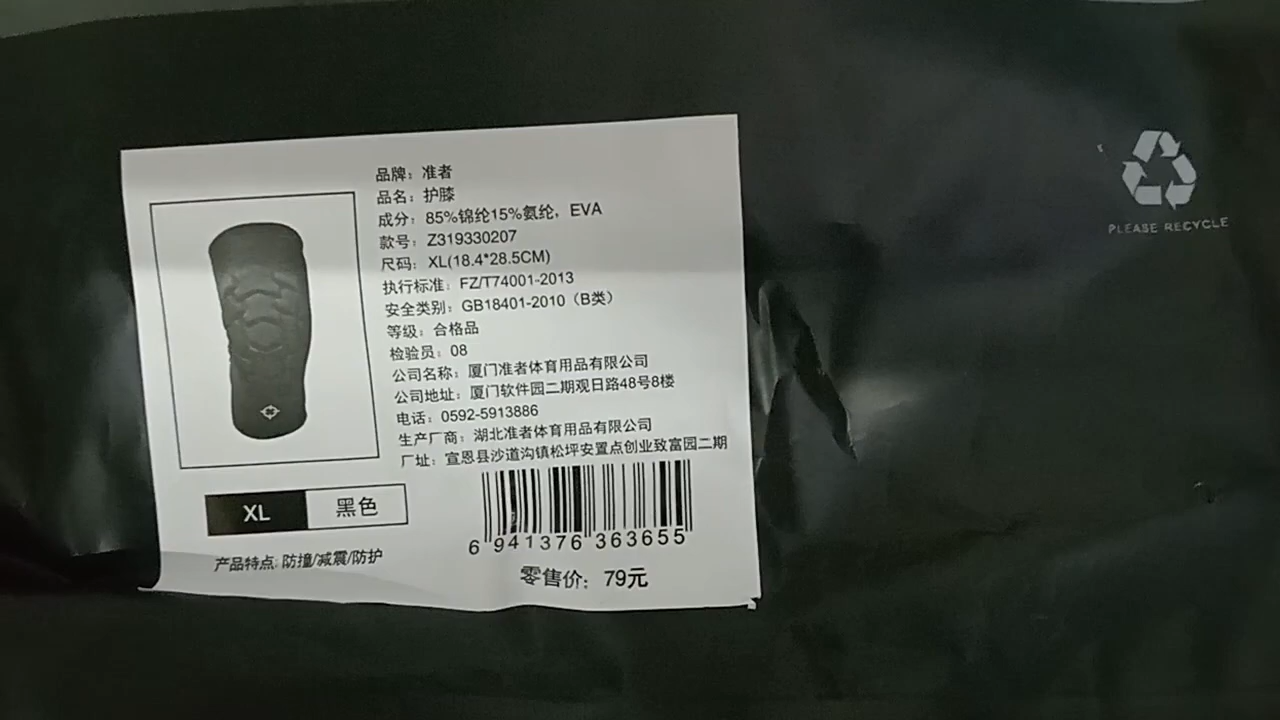 品牌：准者
品名：护膝
成分：85%锦纶15%氨纶，EVA
款号：Z319330207
尺码：XL(18.4*28.5CM)
执行标准：FZ/T74001-2013
安全类别：GB18401-2010（B类）
等级：合格品
检验员：08
公司名称：厦门准者体育用品有限公司
公司地址：厦门软件园二期观日路48号8楼
电话：0592-5913886
生产厂商：湖北准者体育用品有限公司
厂址：宣恩县沙道沟镇松坪安置点创业致富园二期
XL 黑色
产品特点:防撞/减震/防护
6 941376 363655
零售价：79元
PLEASE RECYCLE